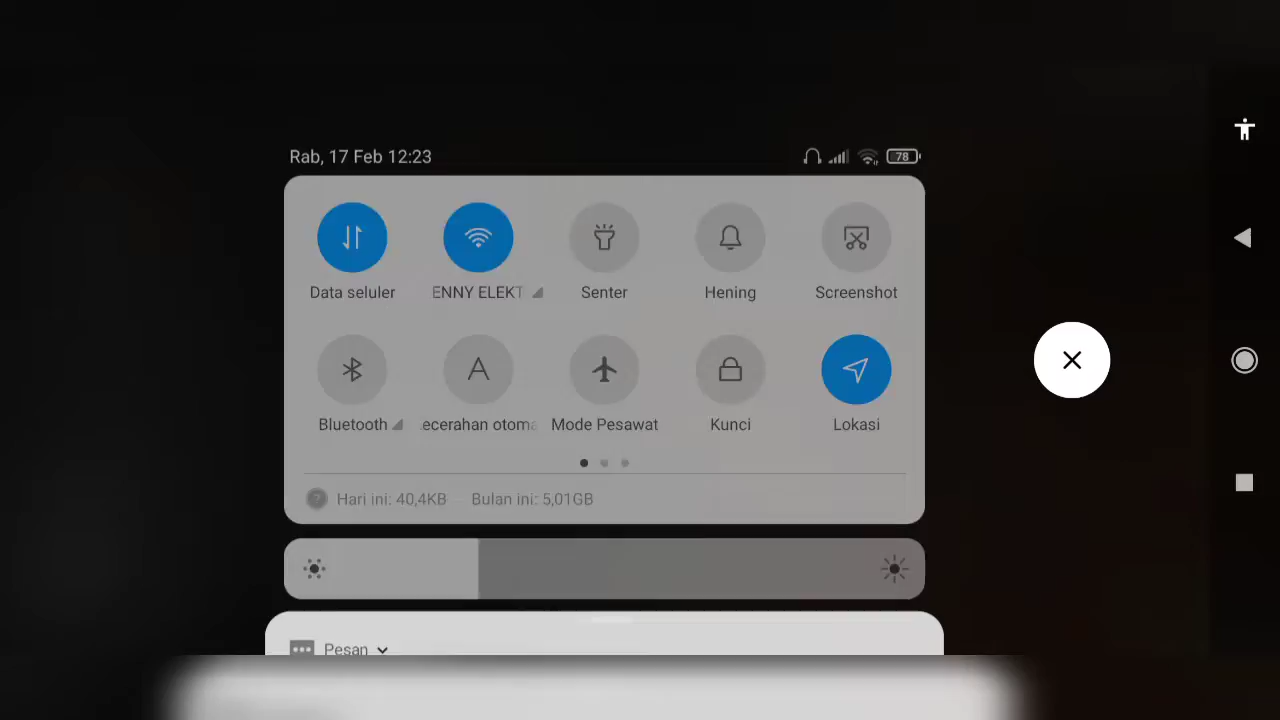 Rab, 17 Feb 12:23
78
Data seluler
ENNY ELEKT
Senter
Hening
Screenshot
Bluetooth
ecerahan otoma
Mode Pesawat
Kunci
Lokasi
Hari ini: 40,4KB
Bulan ini: 5,01GB
Pesan